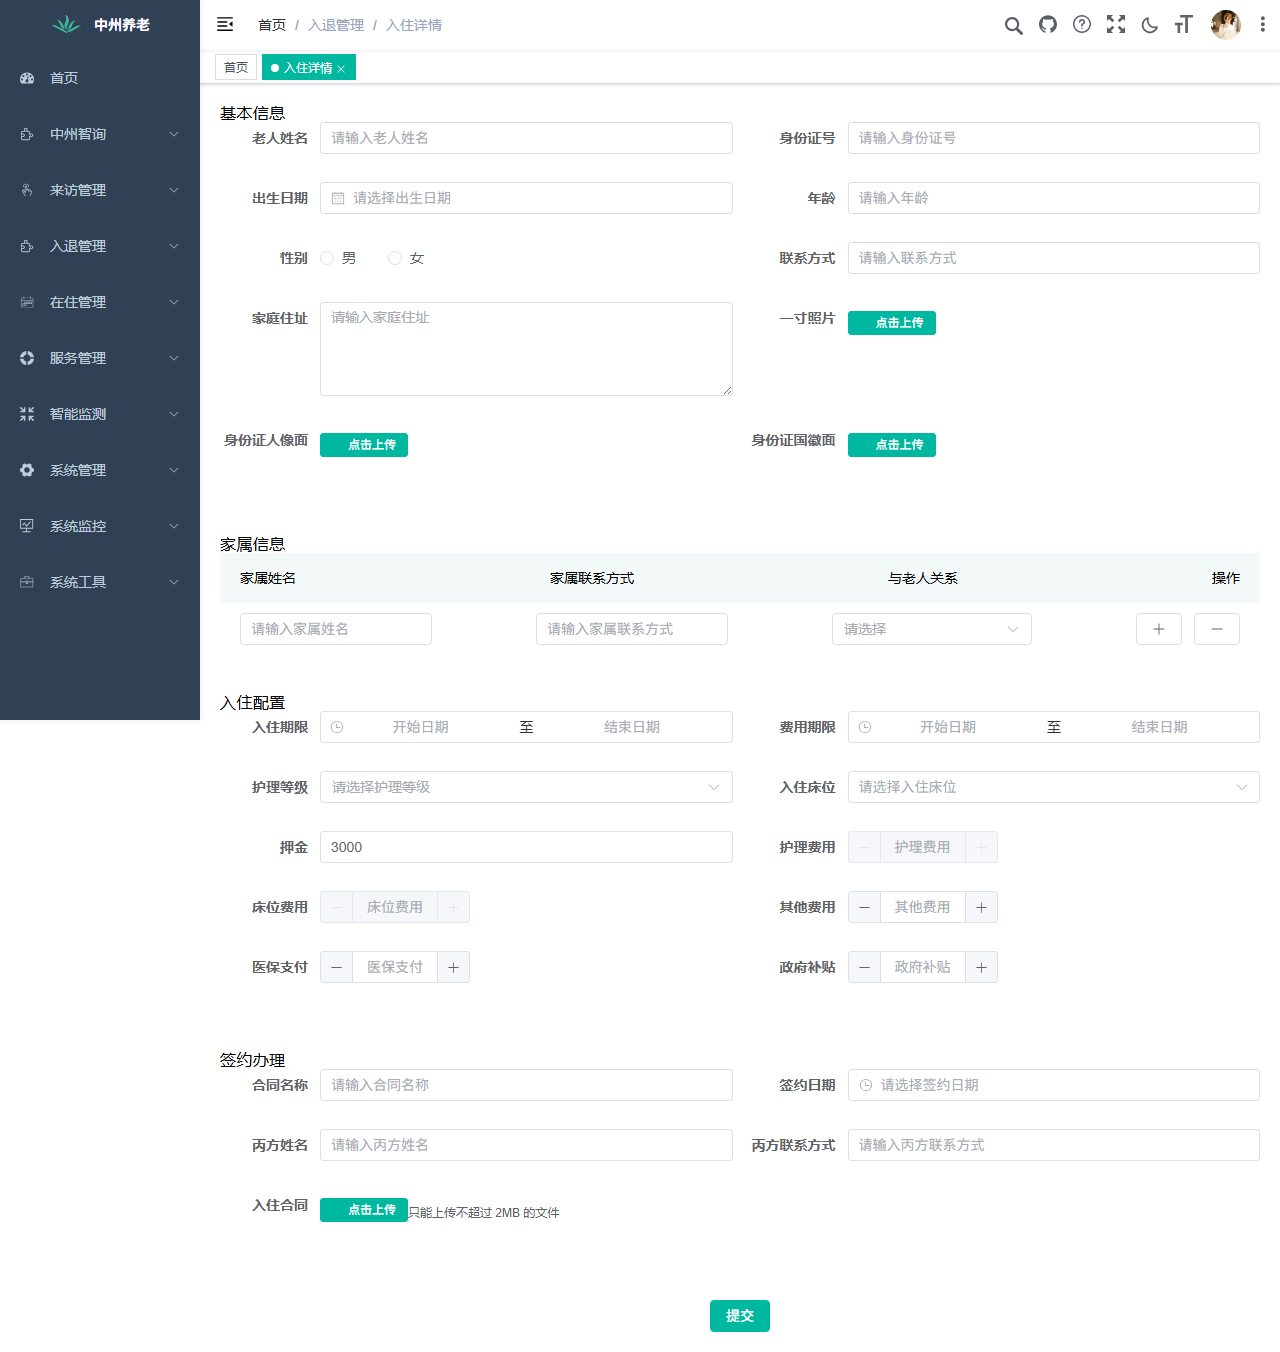 中州养老
首页
中州智询
来访管理
入退管理
在住管理
服务管理
智能监测
系统管理
系统监控
系统工具
首页 / 入退管理 / 入住详情
首页 入住详情 ×
基本信息
老人姓名 请输入老人姓名 身份证号 请输入身份证号
出生日期 请选择出生日期 年龄 请输入年龄
性别 男 女 联系方式 请输入联系方式
家庭住址 请输入家庭住址 一寸照片 点击上传
身份证人像面 点击上传 身份证国徽面 点击上传
家属信息
家属姓名 家属联系方式 与老人关系 操作
请输入家属姓名 请输入家属联系方式 请选择
入住配置
入住期限 开始日期 至 结束日期 费用期限 开始日期 至 结束日期
护理等级 请选择护理等级 入住床位 请选择入住床位
押金 3000 护理费用 护理费用
床位费用 床位费用 其他费用 其他费用
医保支付 医保支付 政府补贴 政府补贴
签约办理
合同名称 请输入合同名称 签约日期 请选择签约日期
丙方姓名 请输入丙方姓名 丙方联系方式 请输入丙方联系方式
入住合同 点击上传 只能上传不超过 2MB 的文件
提交